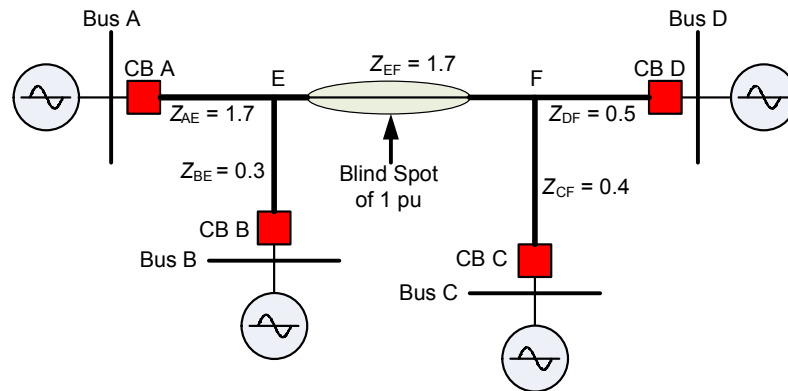 Bus A
Bus D
CB A
E
Z_EF = 1.7
F
CB D
Z_AE = 1.7
Z_DF = 0.5
Z_BE = 0.3
Blind Spot
of 1 pu
Z_CF = 0.4
CB B
Bus B
CB C
Bus C